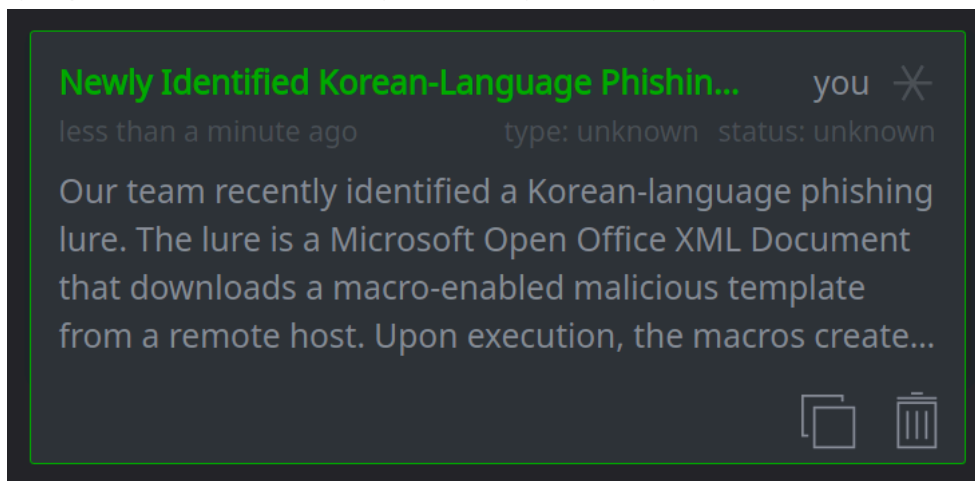 Newly Identified Korean-Language Phishin... you
less than a minute ago type: unknown status: unknown
Our team recently identified a Korean-language phishing
lure. The lure is a Microsoft Open Office XML Document
that downloads a macro-enabled malicious template
from a remote host. Upon execution, the macros create...